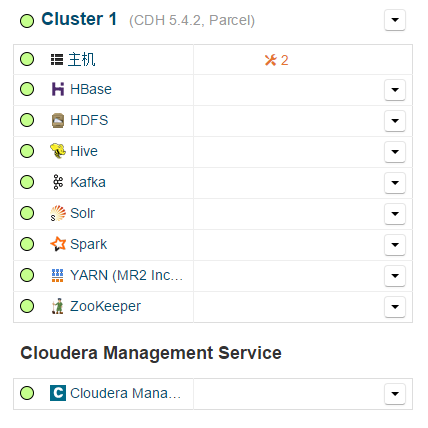 Cluster 1 (CDH 5.4.2, Parcel)
主机 2
HBase
HDFS
Hive
Kafka
Solr
Spark
YARN (MR2 Inc...
ZooKeeper
Cloudera Management Service
Cloudera Mana...